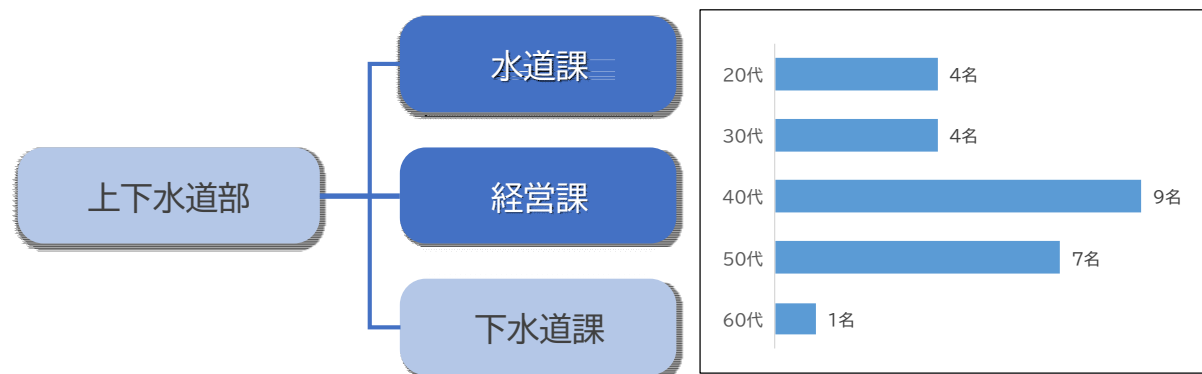 上下水道部
水道課
経営課
下水道課
20代 4名
30代 4名
40代 9名
50代 7名
60代 1名